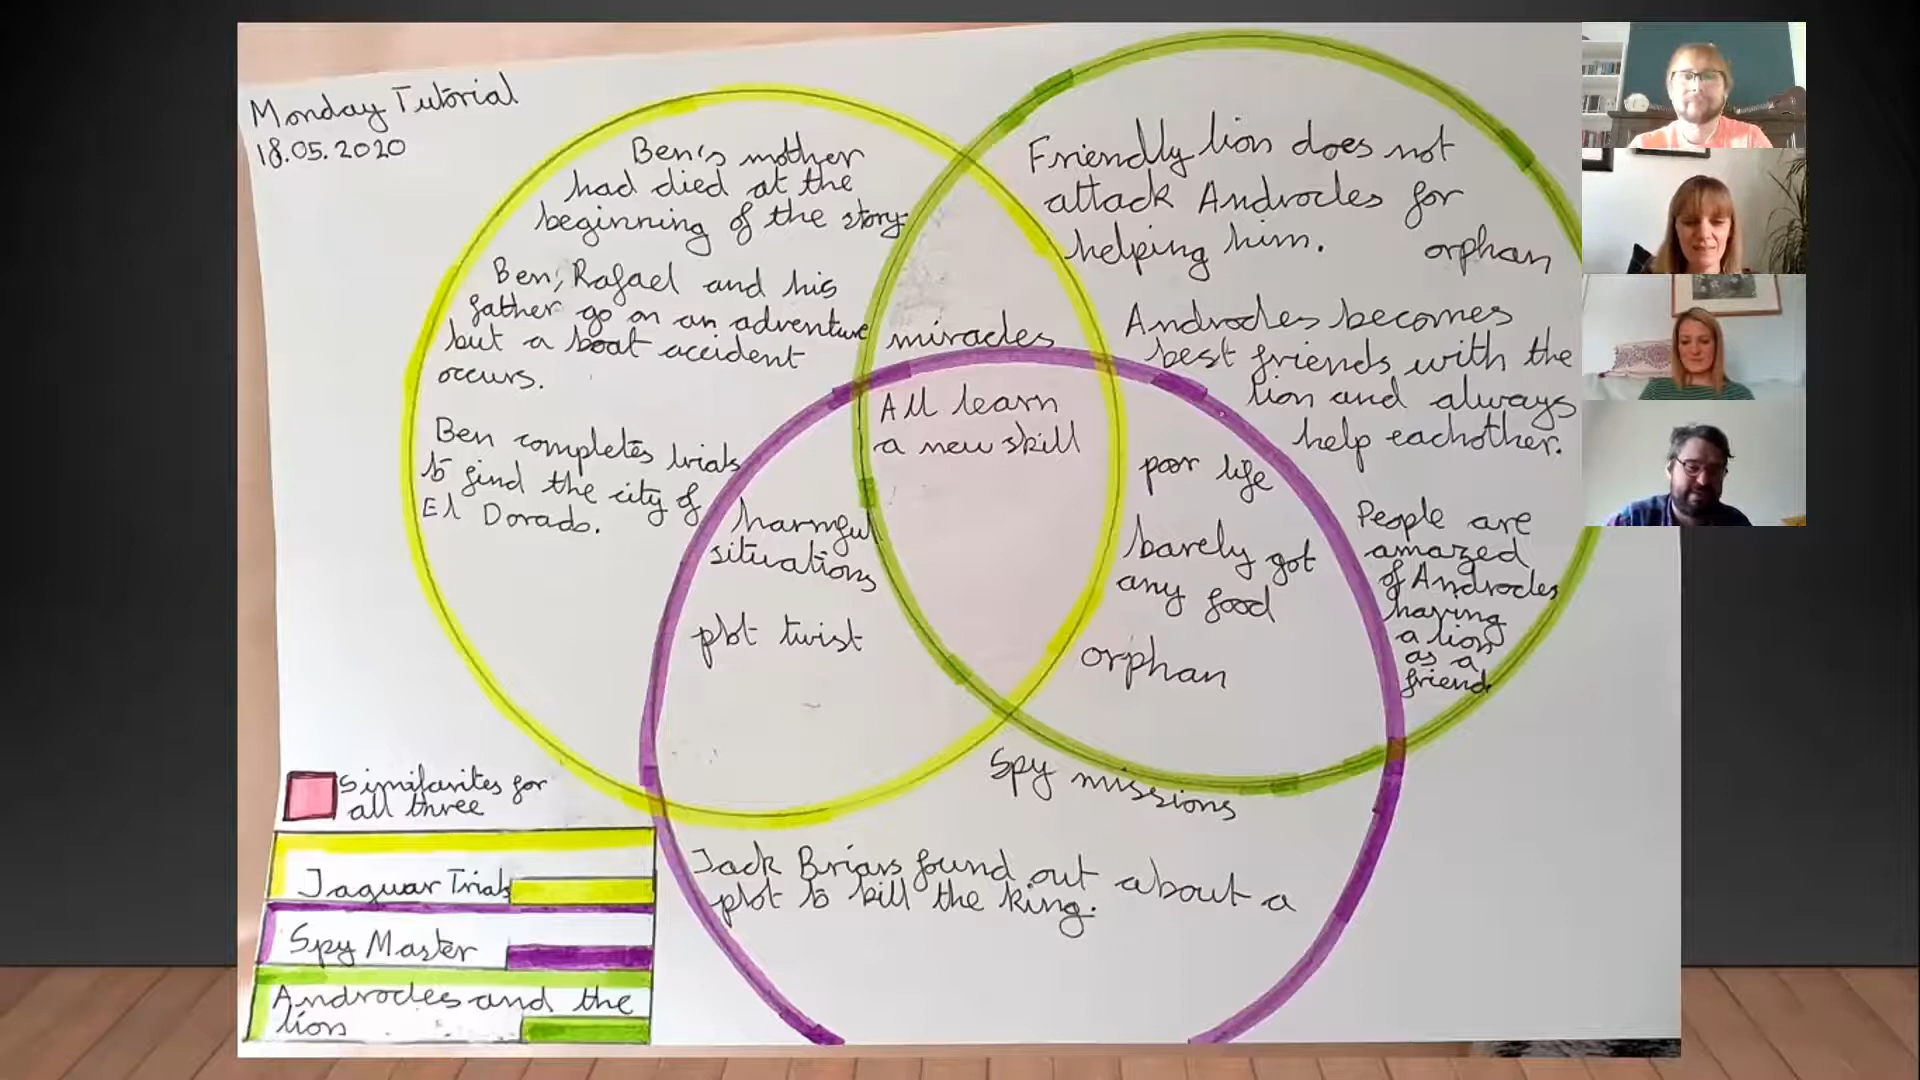 Monday Tutorial
18.05.2020
Ben's mother
had died at the
beginning of the story.
Ben, Rafael and his
father go on an adventure
but a boat accident
occurs.
Ben completes trials
to find the city of
El Dorado.
miracles
Friendly lion does not
attack Androcles for
helping him.
orphan
Androcles becomes
best friends with the
lion and always
help eachother.
People are
amazed
of Androcles
having
a lion
as a
friend.
All learn
a new skill
harmful
situations
plot twist
poor life
barely got
any food
orphan
Spy missions
Jack Briars found out about a
plot to kill the king.
Similarites for
all three
Jaguar Trials
Spy Master
Androcles and the
lion